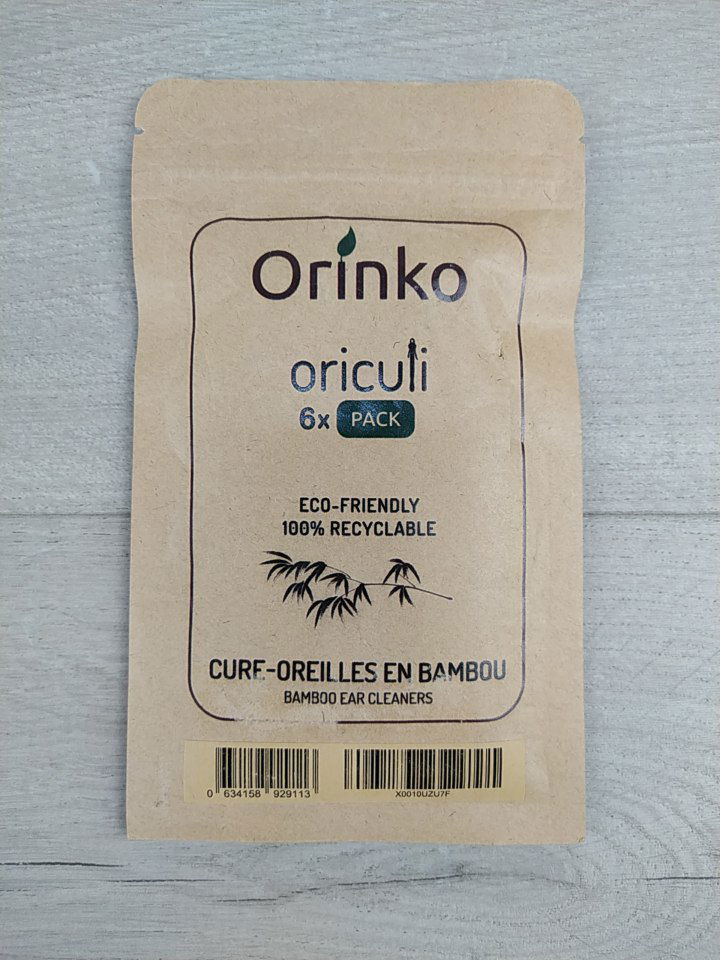 Orinko
oriculi
6x PACK
ECO-FRIENDLY
100% RECYCLABLE
CURE-OREILLES EN BAMBOU
BAMBOO EAR CLEANERS
0 634158 929113
X0010UZU7F